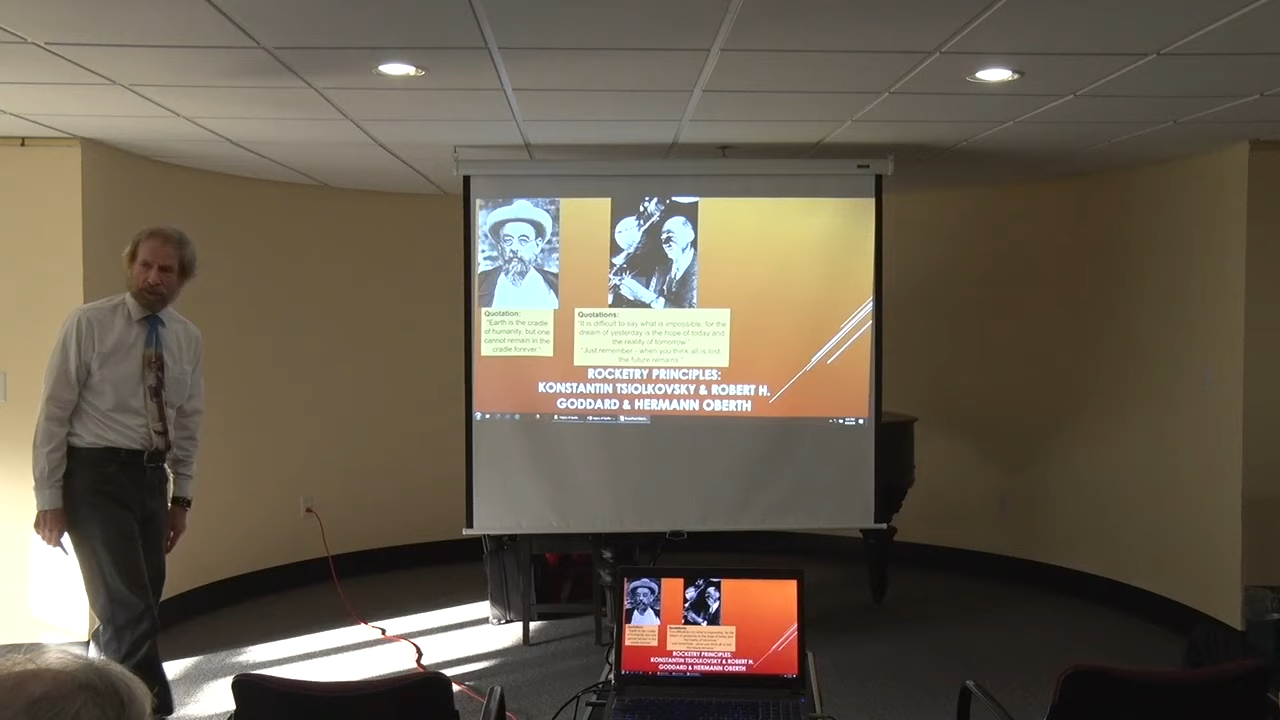 Quotation:
"Earth is the cradle
of humanity, but one
cannot remain in the
cradle forever."
Quotations:
"It is difficult to say what is impossible, for the
dream of yesterday is the hope of today and
the reality of tomorrow."
"Just remember - when you think all is lost,
the future remains."
ROCKETRY PRINCIPLES:
KONSTANTIN TSIOLKOVSKY & ROBERT H.
GODDARD & HERMANN OBERTH
ROCKETRY PRINCIPLES:
KONSTANTIN TSIOLKOVSKY & ROBERT H.
GODDARD & HERMANN OBERTH